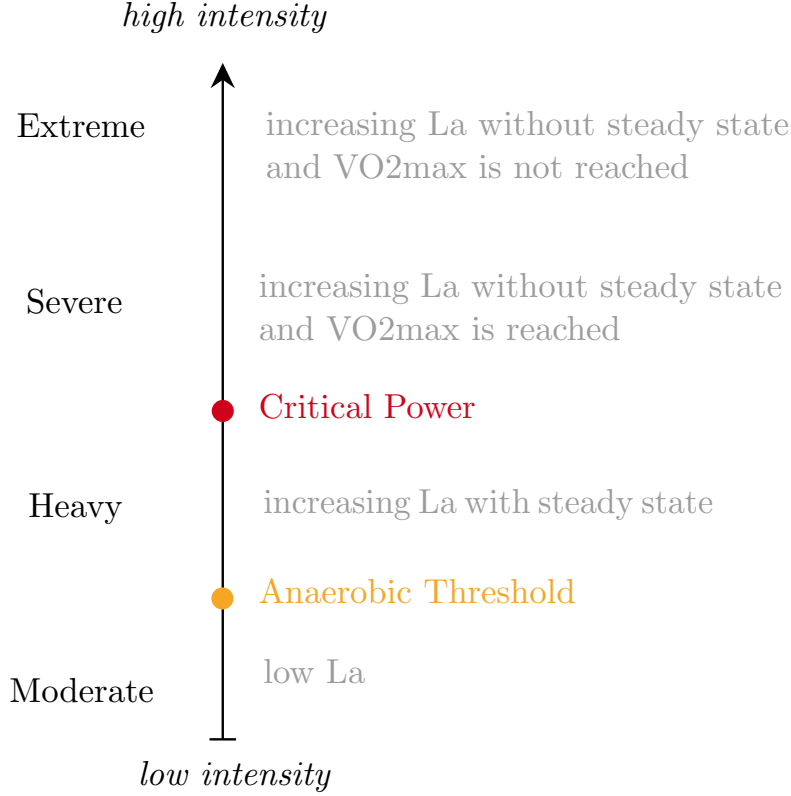 high intensity
Extreme
increasing La without steady state
and VO2max is not reached
Severe
increasing La without steady state
and VO2max is reached
Critical Power
Heavy
increasing La with steady state
Anaerobic Threshold
low La
Moderate
low intensity